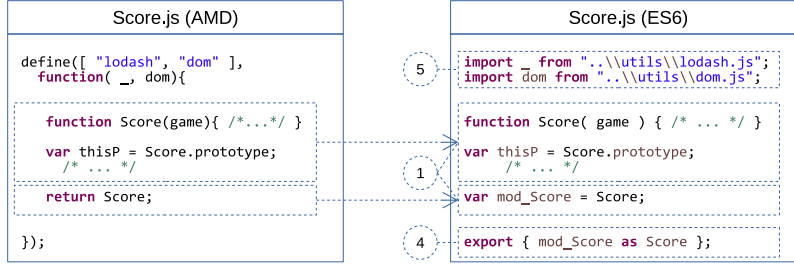 Score.js (AMD)
define([ "lodash", "dom" ],
function( _, dom){
function Score(game){ /*...*/ }
var thisP = Score.prototype;
/* ... */
return Score;
});
5
1
4
Score.js (ES6)
import _ from "..\\utils\\lodash.js";
import dom from "..\\utils\\dom.js";
function Score( game ) { /* ... */ }
var thisP = Score.prototype;
/* ... */
var mod_Score = Score;
export { mod_Score as Score };